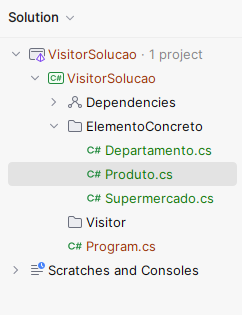 Solution
VisitorSolucao · 1 project
C# VisitorSolucao
Dependencies
ElementoConcreto
C# Departamento.cs
C# Produto.cs
C# Supermercado.cs
Visitor
C# Program.cs
Scratches and Consoles